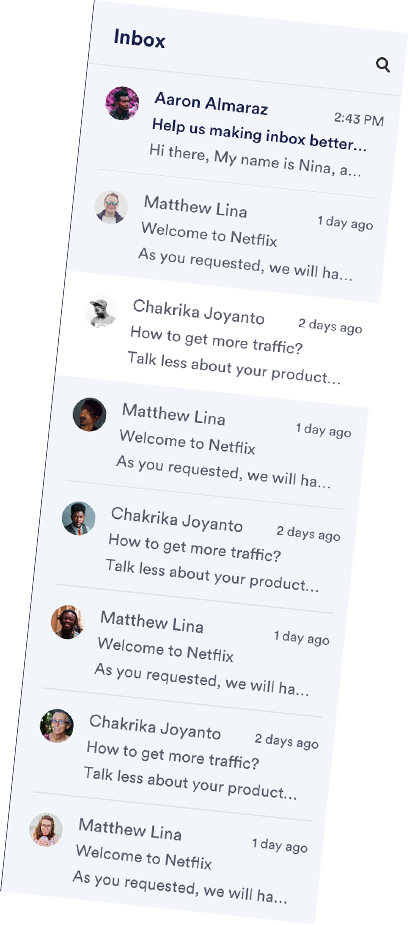 Inbox
Aaron Almaraz
2:43 PM
Help us making inbox better...
Hi there, My name is Nina, a...
Matthew Lina
1 day ago
Welcome to Netflix
As you requested, we will ha...
Chakrika Joyanto
2 days ago
How to get more traffic?
Talk less about your product...
Matthew Lina
1 day ago
Welcome to Netflix
As you requested, we will ha...
Chakrika Joyanto
2 days ago
How to get more traffic?
Talk less about your product...
Matthew Lina
1 day ago
Welcome to Netflix
As you requested, we will ha...
Chakrika Joyanto
2 days ago
How to get more traffic?
Talk less about your product...
Matthew Lina
1 day ago
Welcome to Netflix
As you requested, we will ha...